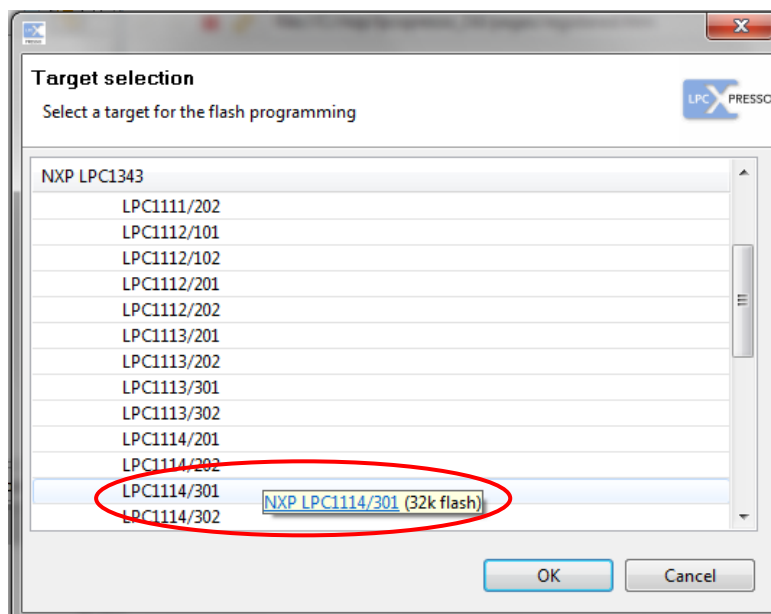 Target selection
Select a target for the flash programming
LPC XPRESSO
NXP LPC1343
LPC1111/202
LPC1112/101
LPC1112/102
LPC1112/201
LPC1112/202
LPC1113/201
LPC1113/202
LPC1113/301
LPC1113/302
LPC1114/201
LPC1114/202
LPC1114/301
NXP LPC1114/301 (32k flash)
LPC1114/302
OK
Cancel